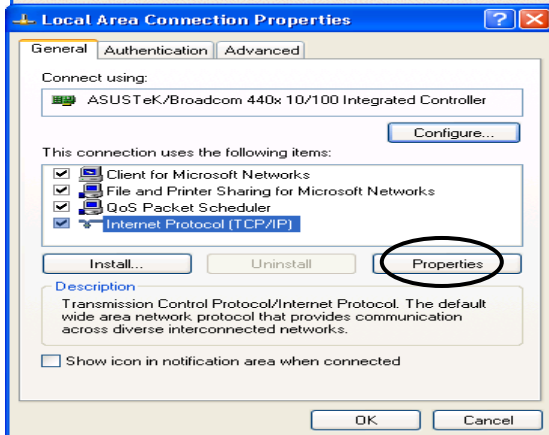 Local Area Connection Properties
General Authentication Advanced
Connect using:
ASUSTeK/Broadcom 440x 10/100 Integrated Controller
Configure...
This connection uses the following items:
Client for Microsoft Networks
File and Printer Sharing for Microsoft Networks
QoS Packet Scheduler
Internet Protocol (TCP/IP)
Install... Uninstall Properties
Description
Transmission Control Protocol/Internet Protocol. The default
wide area network protocol that provides communication
across diverse interconnected networks.
Show icon in notification area when connected
OK Cancel